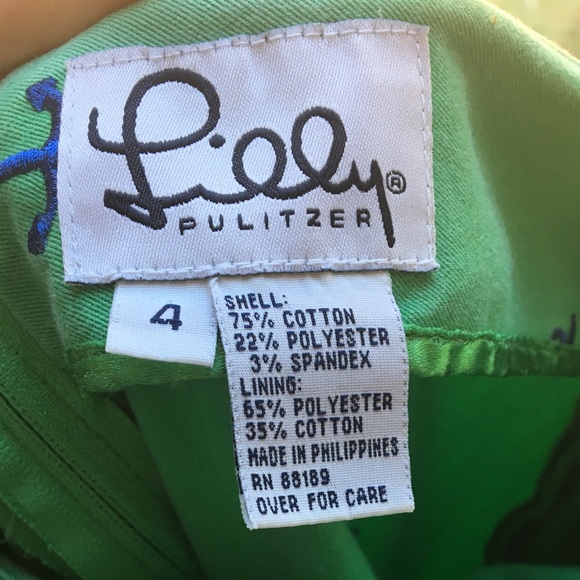 Lilly®
PULITZER
4
SHELL:
75% COTTON
22% POLYESTER
3% SPANDEX
LINING:
65% POLYESTER
35% COTTON
MADE IN PHILIPPINES
RN 88189
OVER FOR CARE